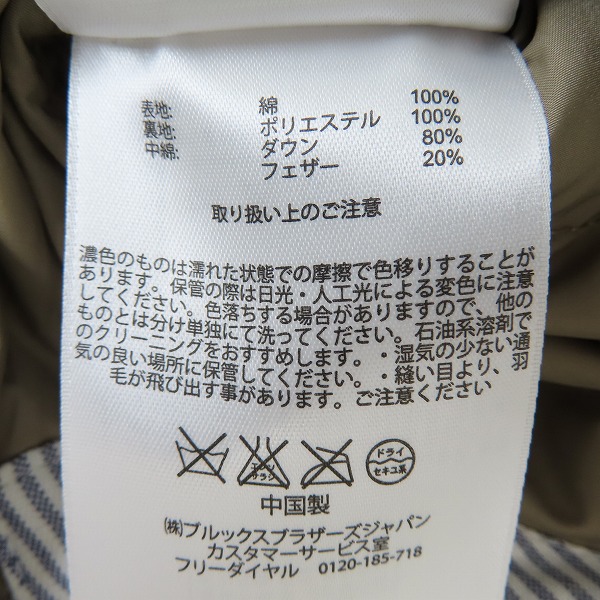 表地: 綿 100%
裏地: ポリエステル 100%
中綿: ダウン 80%
フェザー 20%
取り扱い上のご注意
濃色のものは濡れた状態での摩擦で色移りすることが
あります。保管の際は日光・人工光による変色に注意
してください。色落ちする場合がありますので、他の
ものとは分け単独にて洗ってください。石油系溶剤で
のクリーニングをおすすめします。・湿気の少ない通
気の良い場所に保管してください。・縫い目より、羽
毛が飛び出す事があります。ご注意ください
エンソ
サラシ
ドライ
セキユ系
中国製
(株)ブルックスブラザーズジャパン
カスタマーサービス室
フリーダイヤル 0120-185-718